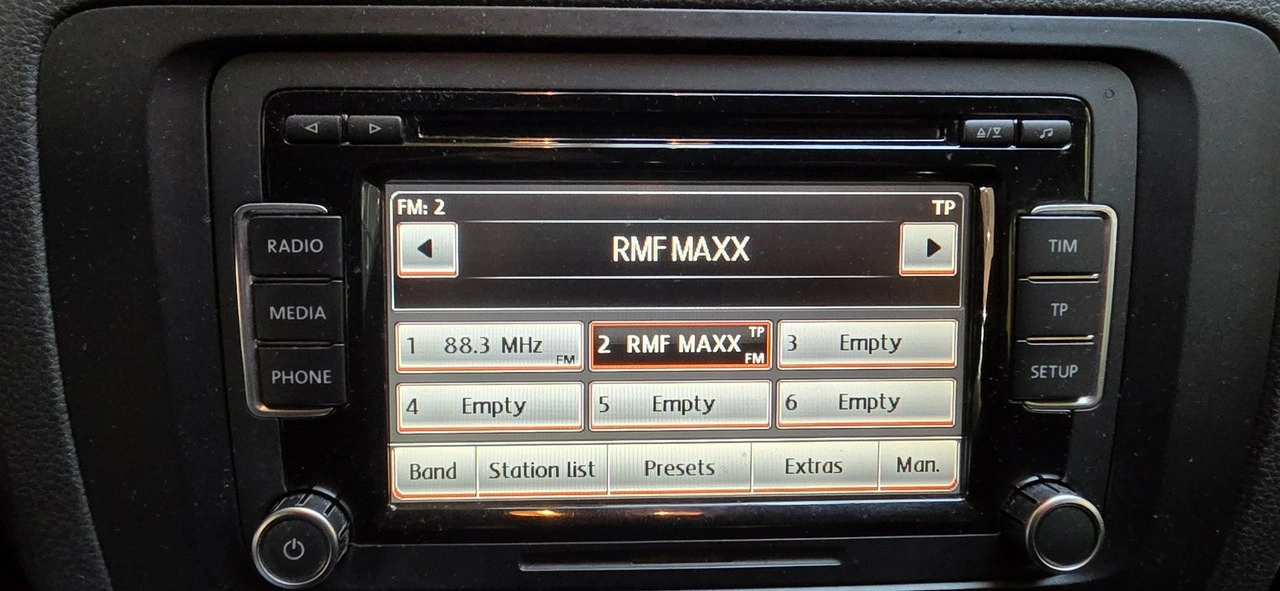 FM: 2 TP
RMF MAXX
RADIO
MEDIA
PHONE
TIM
TP
SETUP
1 88.3 MHz FM
2 RMF MAXX TP FM
3 Empty
4 Empty
5 Empty
6 Empty
Band Station list Presets Extras Man.